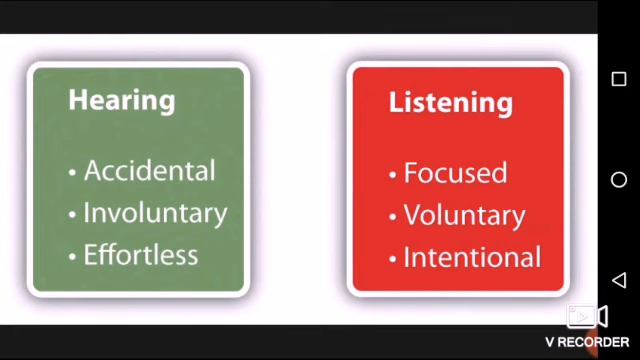 Hearing
• Accidental
• Involuntary
• Effortless
Listening
• Focused
• Voluntary
• Intentional
V RECORDER